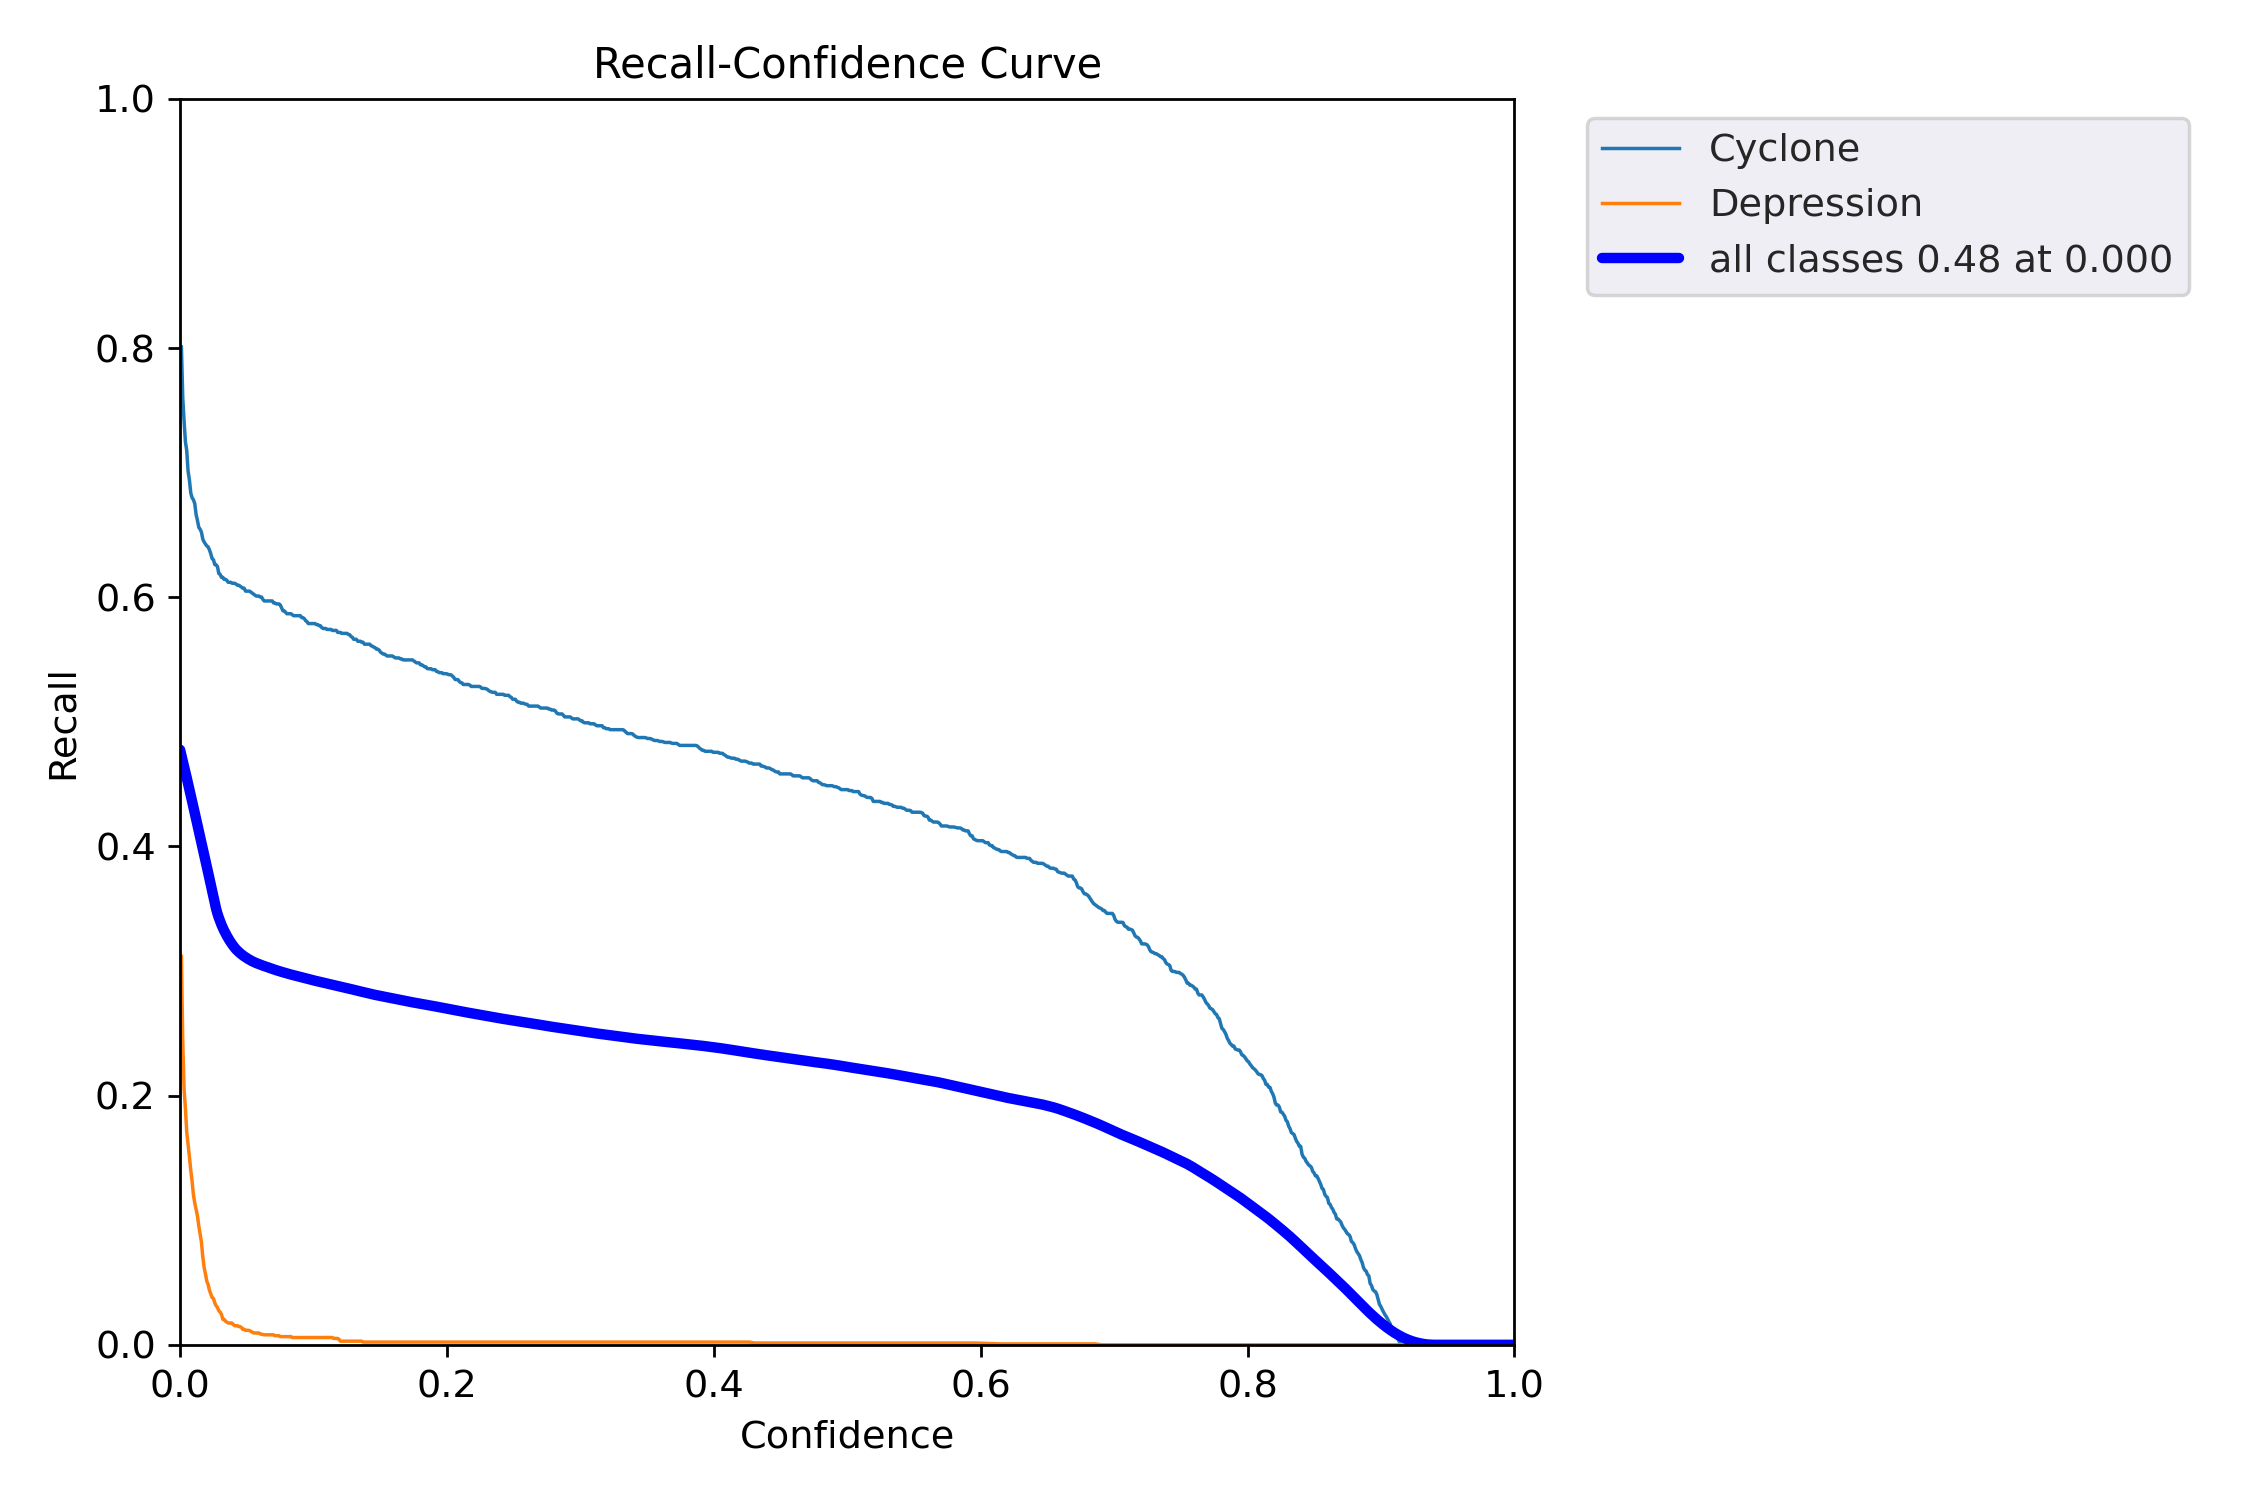 Recall-Confidence Curve
1.0
0.8
0.6
0.4
0.2
0.0
Recall
0.0 0.2 0.4 0.6 0.8 1.0
Confidence
Cyclone
Depression
all classes 0.48 at 0.000